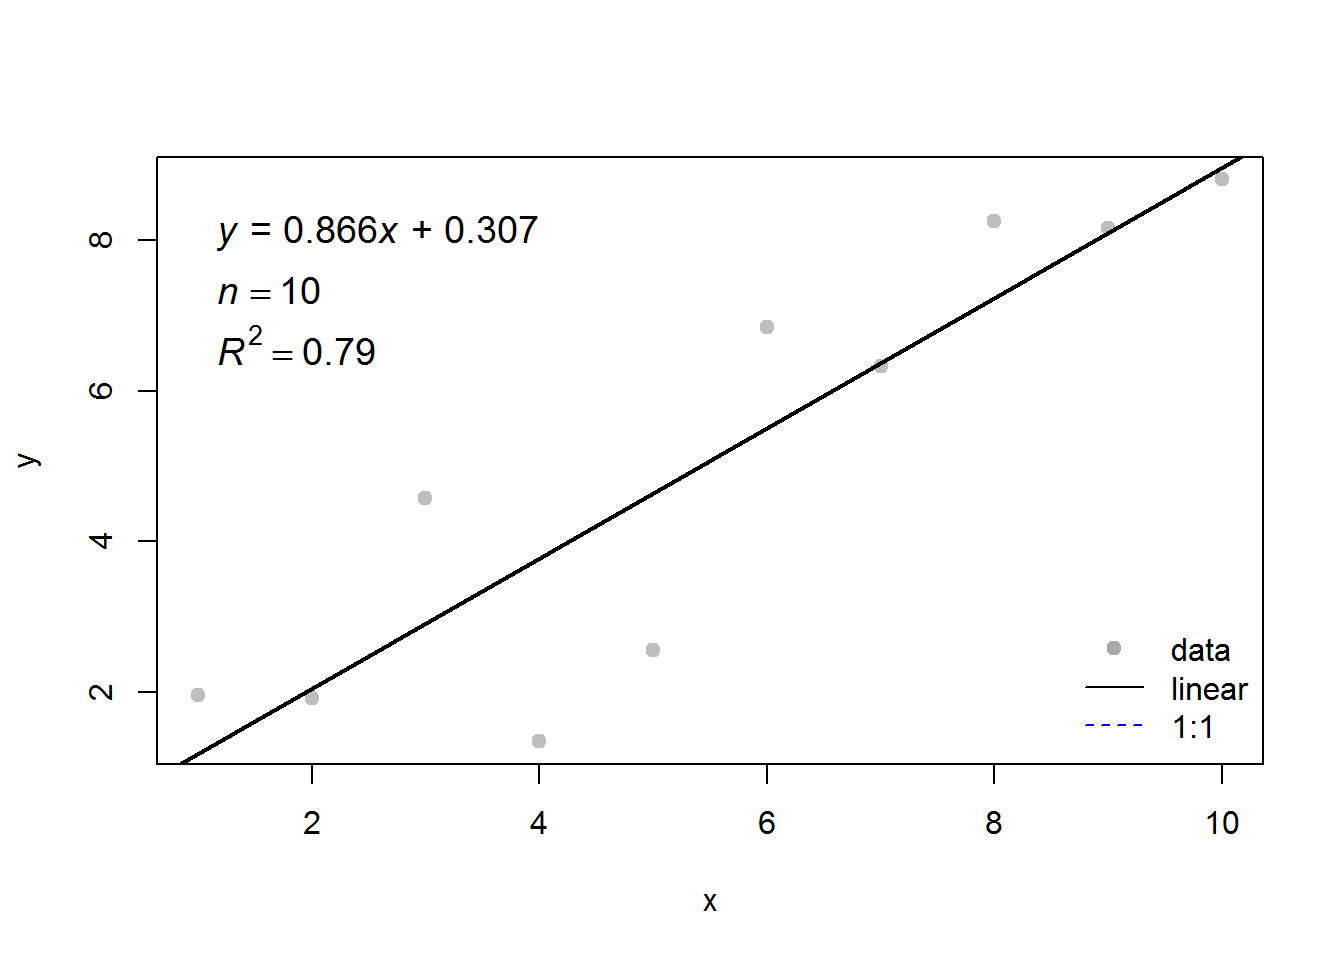 y = 0.866x + 0.307
n = 10
R² = 0.79
8
6
4
2
y
data
linear
1:1
2 4 6 8 10
x